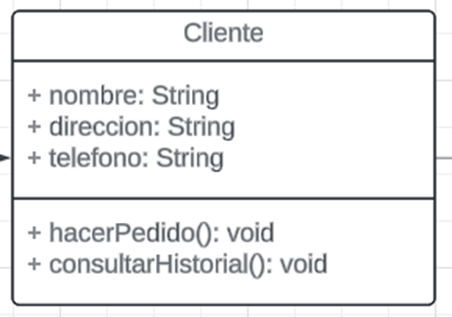 Cliente
+ nombre: String
+ direccion: String
+ telefono: String
+ hacerPedido(): void
+ consultarHistorial(): void